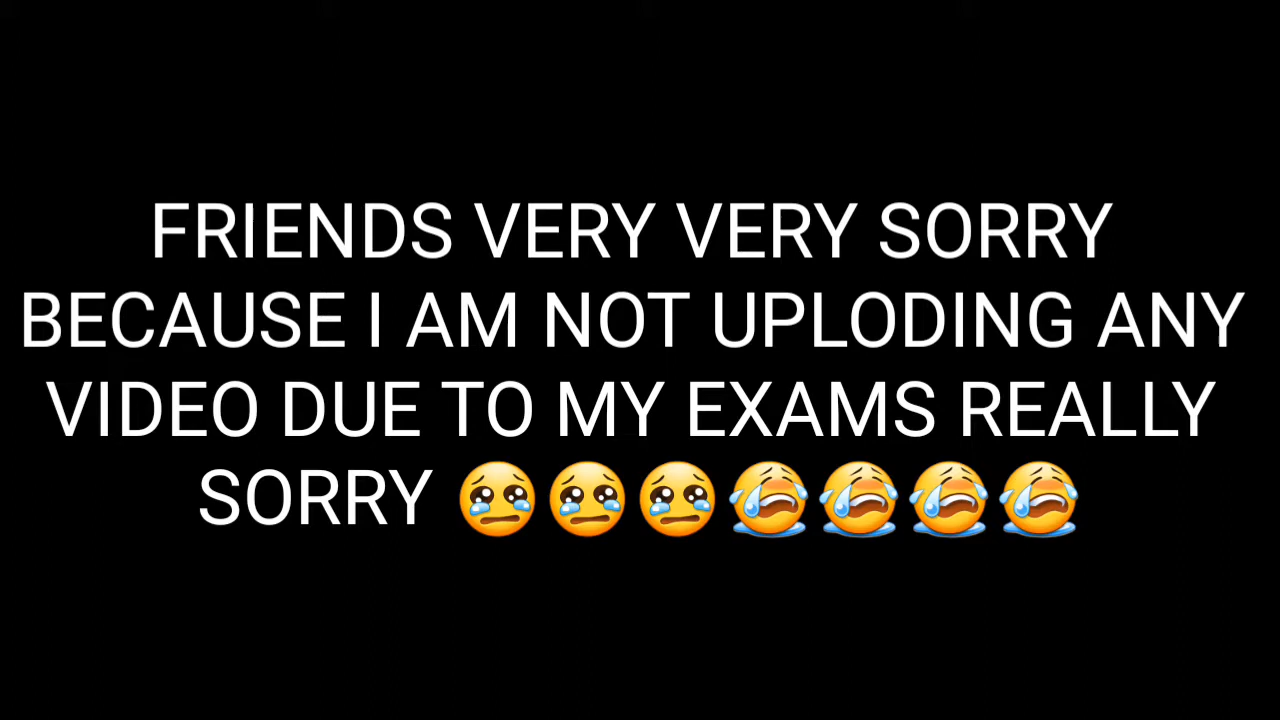 FRIENDS VERY VERY SORRY
BECAUSE I AM NOT UPLODING ANY
VIDEO DUE TO MY EXAMS REALLY
SORRY 😢😢😢😭😭😭😭